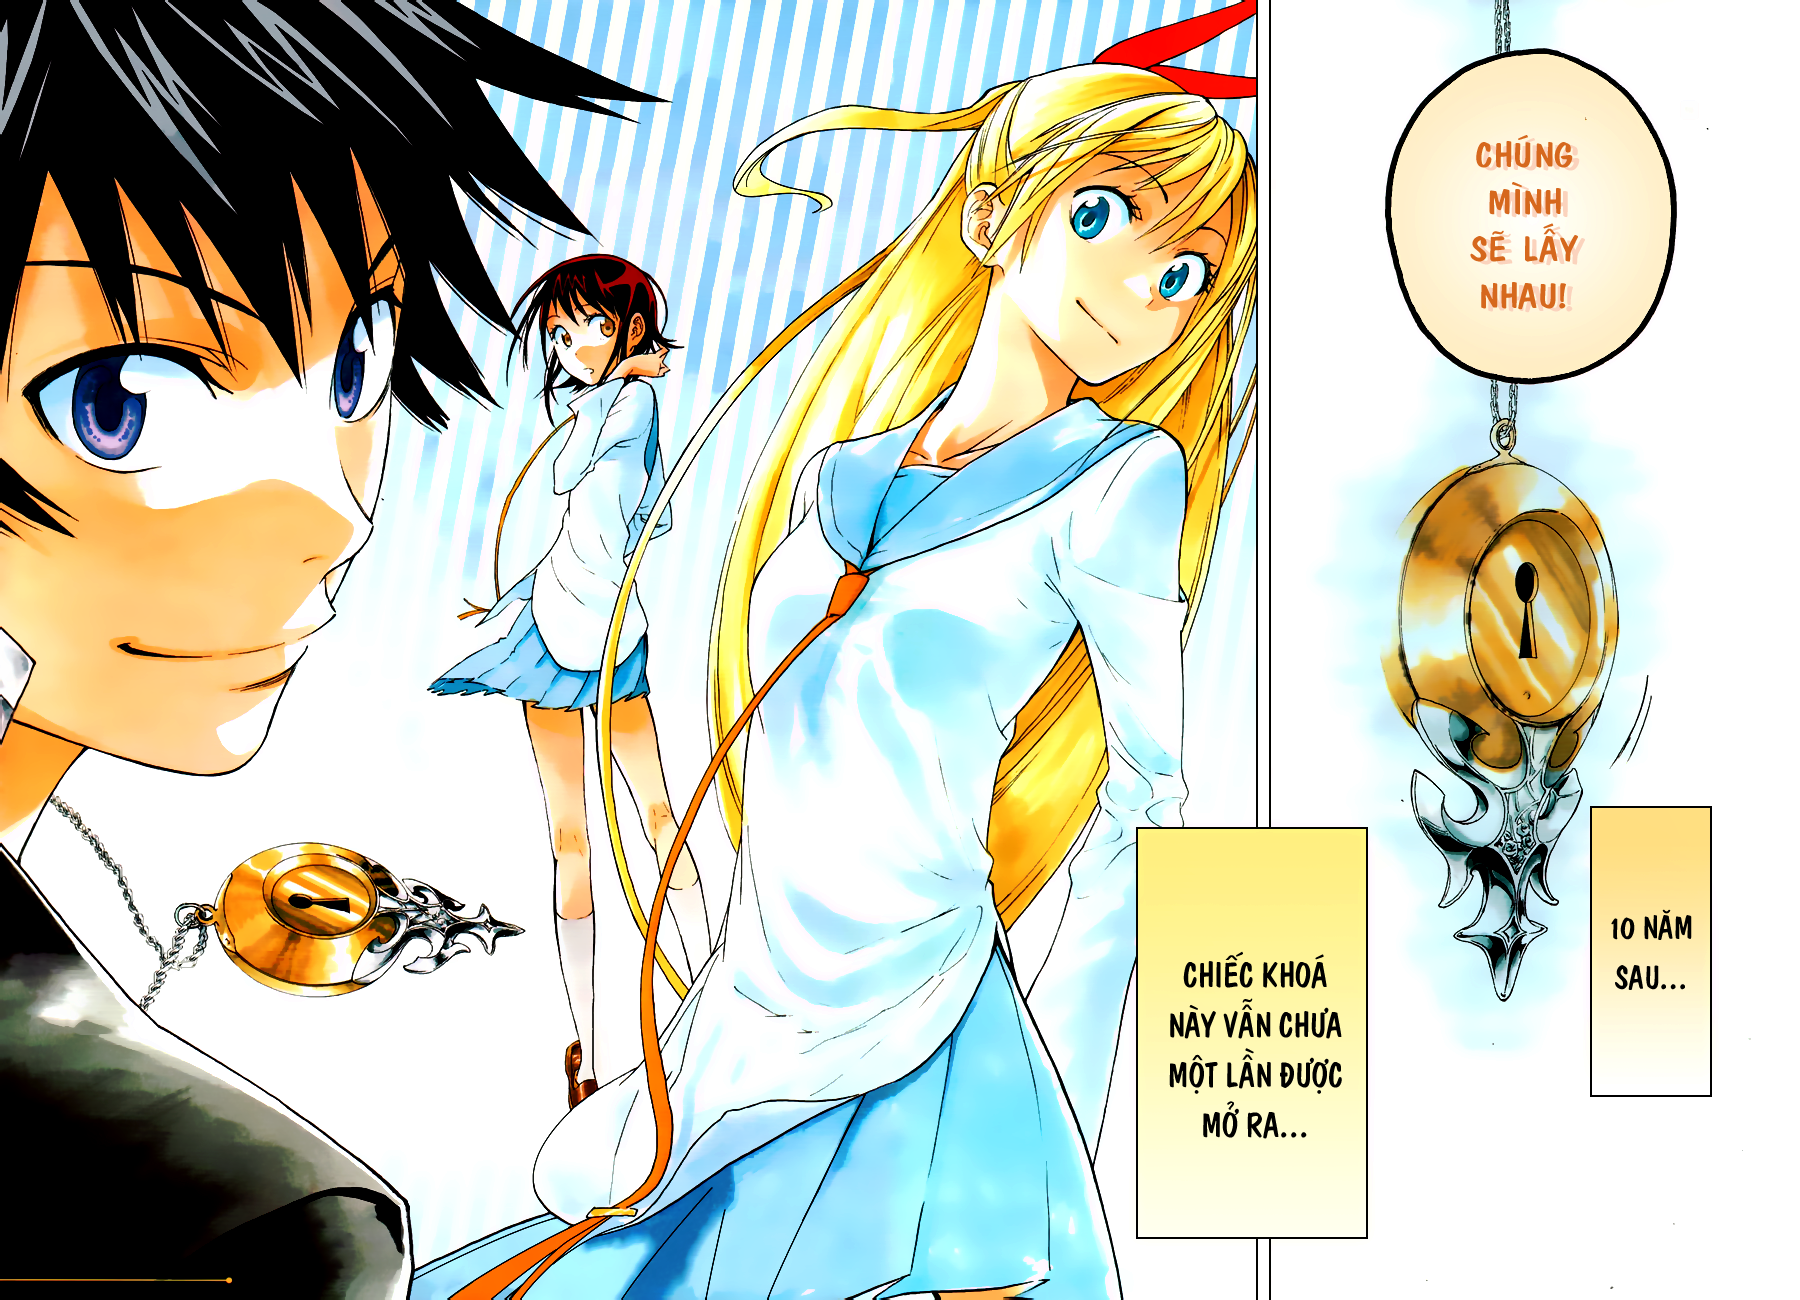 CHÚNG
MÌNH
SẼ LẤY
NHAU!
10 NĂM
SAU...
CHIẾC KHOÁ
NÀY VẪN CHƯA
MỘT LẦN ĐƯỢC
MỞ RA...